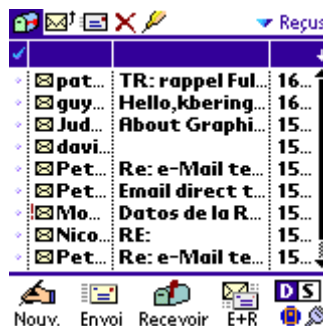 Reçus
pat... TR: rappel Ful... 16...
guy... Hello,kbering... 16...
Jud... About Graphi... 15...
davi... 15...
Pet... Re: e-Mail te... 15...
Pet... Email direct t... 15...
!Mo... Datos de la R... 15...
Nico... RE: 15...
Pet... Re: e-Mail te... 15...
Nouv. Envoi Recevoir E+R D S